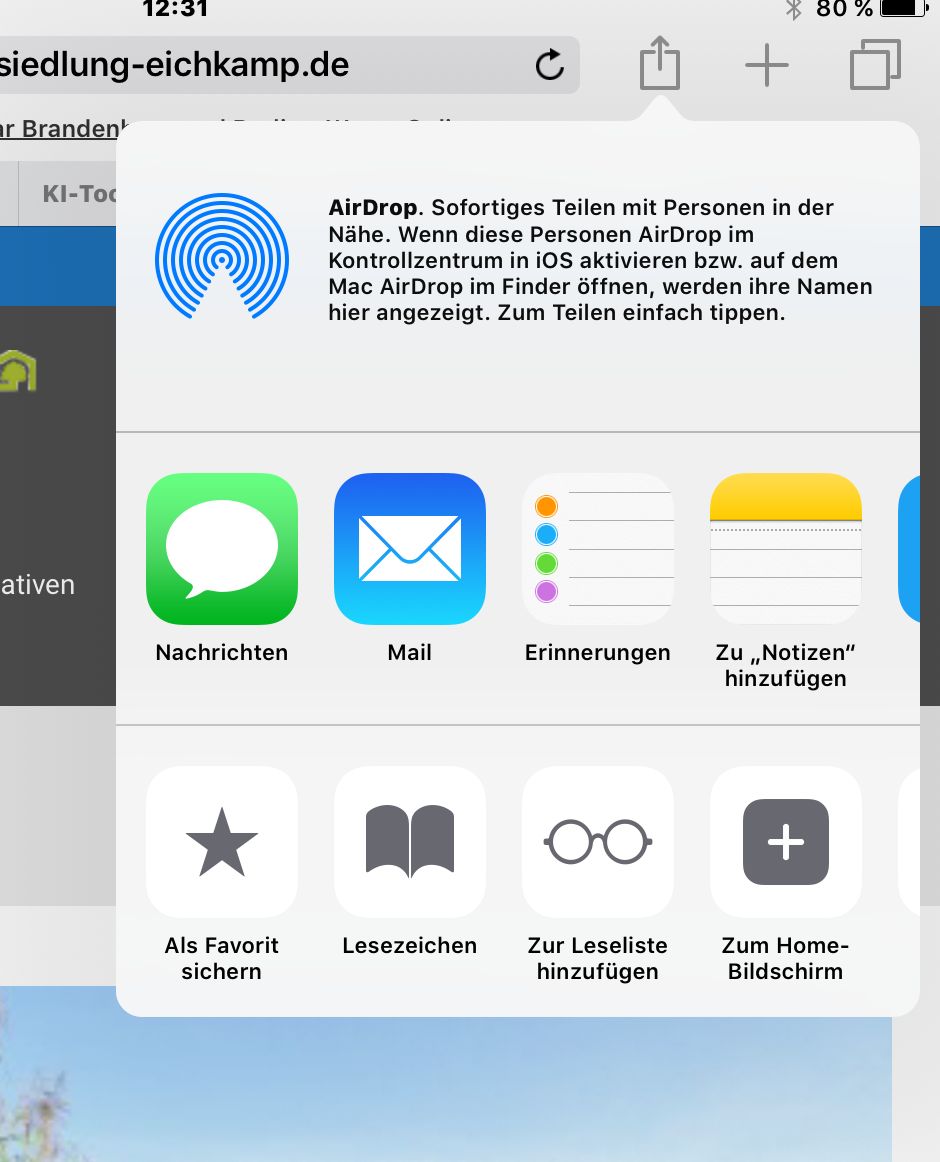 12:31
80 %
siedlung-eichkamp.de
ar Brandenb
KI-Too
AirDrop. Sofortiges Teilen mit Personen in der
Nähe. Wenn diese Personen AirDrop im
Kontrollzentrum in iOS aktivieren bzw. auf dem
Mac AirDrop im Finder öffnen, werden ihre Namen
hier angezeigt. Zum Teilen einfach tippen.
ativen
Nachrichten
Mail
Erinnerungen
Zu „Notizen“
hinzufügen
Als Favorit
sichern
Lesezeichen
Zur Leseliste
hinzufügen
Zum Home-
Bildschirm